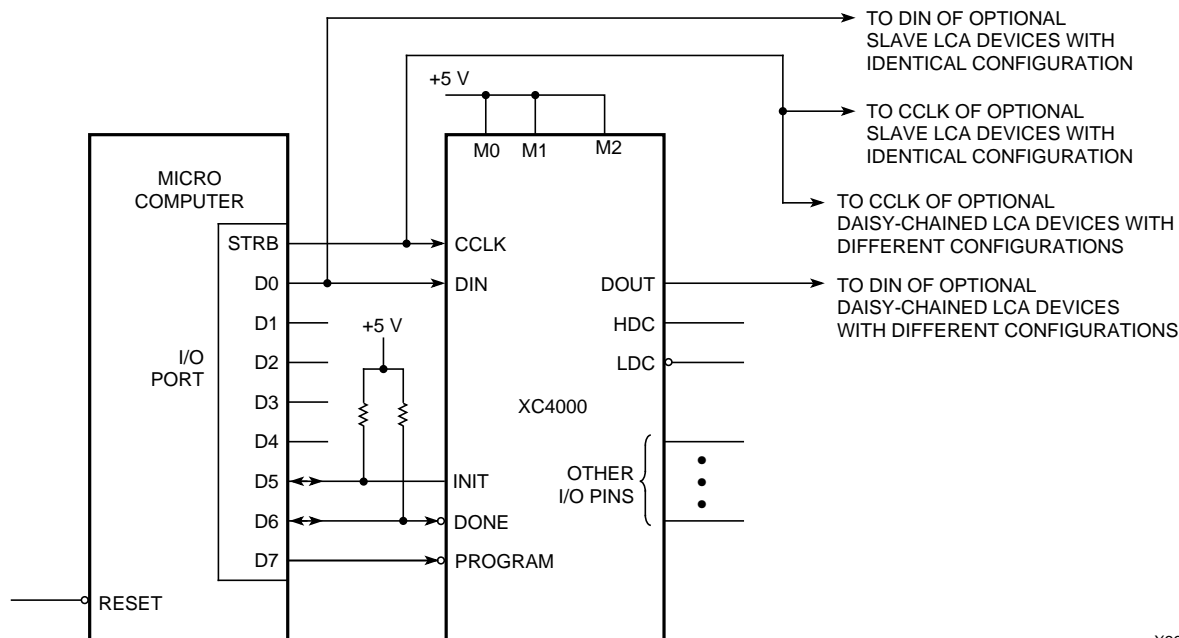 TO DIN OF OPTIONAL
SLAVE LCA DEVICES WITH
IDENTICAL CONFIGURATION
+5 V
TO CCLK OF OPTIONAL
SLAVE LCA DEVICES WITH
IDENTICAL CONFIGURATION
M0 M1 M2
MICRO
COMPUTER
TO CCLK OF OPTIONAL
DAISY-CHAINED LCA DEVICES WITH
DIFFERENT CONFIGURATIONS
STRB
CCLK
D0
DIN
DOUT
TO DIN OF OPTIONAL
DAISY-CHAINED LCA DEVICES
WITH DIFFERENT CONFIGURATIONS
D1
+5 V
HDC
I/O
PORT
D2
LDC
D3
XC4000
D4
D5
INIT
OTHER
I/O PINS
D6
DONE
D7
PROGRAM
RESET